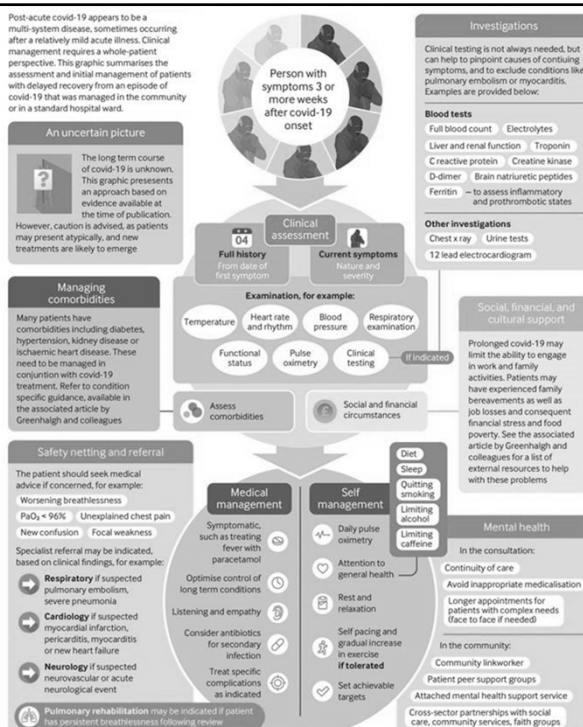 Post-acute covid-19 appears to be a
multi-system disease, sometimes occurring
after a relatively mild acute illness. Clinical
management requires a whole-patient
perspective. This graphic summarises the
assessment and initial management of patients
with delayed recovery from an episode of
covid-19 that was managed in the community
or in a standard hospital ward.
An uncertain picture
?
The long term course
of covid-19 is unknown.
This graphic presesents
an approach based on
evidence available at
the time of publication.
However, caution is advised, as patients
may present atypically, and new
treatments are likely to emerge
Person with
symptoms 3 or
more weeks
after covid-19
onset
Investigations
Clinical testing is not always needed, but
can help to pinpoint causes of contiuing
symptoms, and to exclude conditions like
pulmonary embolism or myocarditis.
Examples are provided below:
Blood tests
Full blood count Electrolytes
Liver and renal function Troponin
C reactive protein Creatine kinase
D-dimer Brain natriuretic peptides
Ferritin – to assess inflammatory
and prothrombotic states
Other investigations
Chest x ray Urine tests
12 lead electrocardiogram
Clinical
assessment
04
Full history
From date of
first symptom
Current symptoms
Nature and
severity
Examination, for example:
Temperature
Heart rate
and rhythm
Blood
pressure
Respiratory
examination
Functional
status
Pulse
oximetry
Clinical
testing
If indicated
Managing
comorbidities
Many patients have
comorbidities including diabetes,
hypertension, kidney disease or
ischaemic heart disease. These
need to be managed in
conjuntion with covid-19
treatment. Refer to condition
specific guidance, available in
the associated article by
Greenhalgh and colleagues
Assess
comorbidities
£
Social and financial
circumstances
Social, financial, and
cultural support
Prolonged covid-19 may
limit the ability to engage
in work and family
activities. Patients may
have experienced family
bereavements as well as
job losses and consequent
financial stress and food
poverty. See the associated
article by Greenhalgh and
colleagues for a list of
external resources to help
with these problems
Safety netting and referral
The patient should seek medical
advice if concerned, for example:
Worsening breathlessness
PaO₂ < 96% Unexplained chest pain
New confusion Focal weakness
Specialist referral may be indicated,
based on clinical findings, for example:
Respiratory if suspected
pulmonary embolism,
severe pneumonia
Cardiology if suspected
myocardial infarction,
pericarditis, myocarditis
or new heart failure
Neurology if suspected
neurovascular or acute
neurological event
Pulmonary rehabilitation may be indicated if patient
has persistent breathlessness following review
Medical
management
Symptomatic,
such as treating
fever with
paracetamol
Optimise control of
long term conditions
Listening and empathy
Consider antibiotics
for secondary
infection
Treat specific
complications
as indicated
Self
management
Daily pulse
oximetry
Attention to
general health
Rest and
relaxation
Self pacing and
gradual increase
in exercise
if tolerated
Set achievable
targets
Diet
Sleep
Quitting
smoking
Limiting
alcohol
Limiting
caffeine
Mental health
In the consultation:
Continuity of care
Avoid inappropriate medicalisation
Longer appointments for
patients with complex needs
(face to face if needed)
In the community:
Community linkworker
Patient peer support groups
Attached mental health support service
Cross-sector partnerships with social
care, community services, faith groups